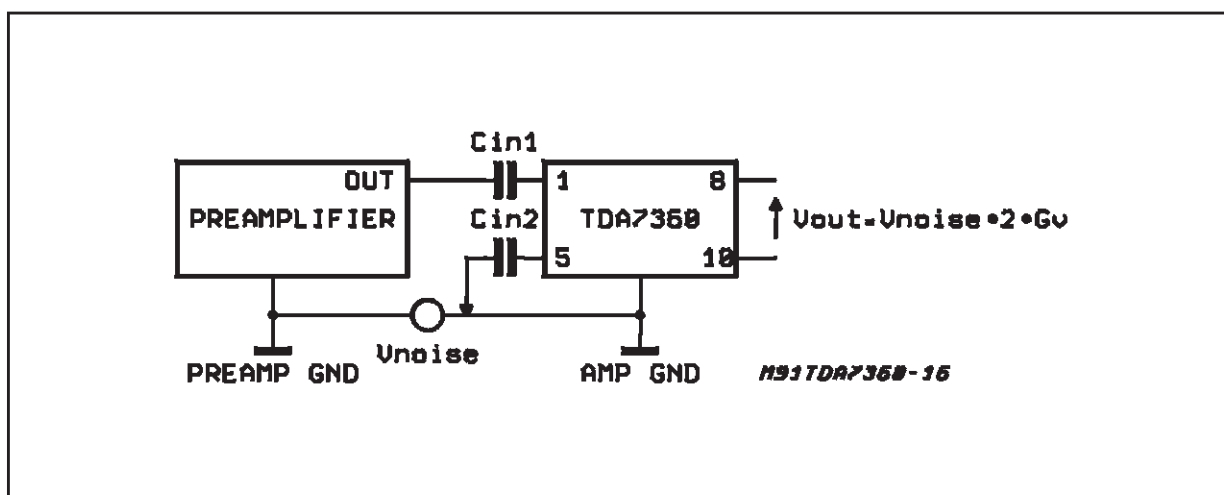 Cin1
OUT
1
8
PREAMPLIFIER
Cin2
TDA7360
Vout=Vnoise•2•Gv
5
10
Vnoise
PREAMP GND
AMP GND
M91TDA7360-16